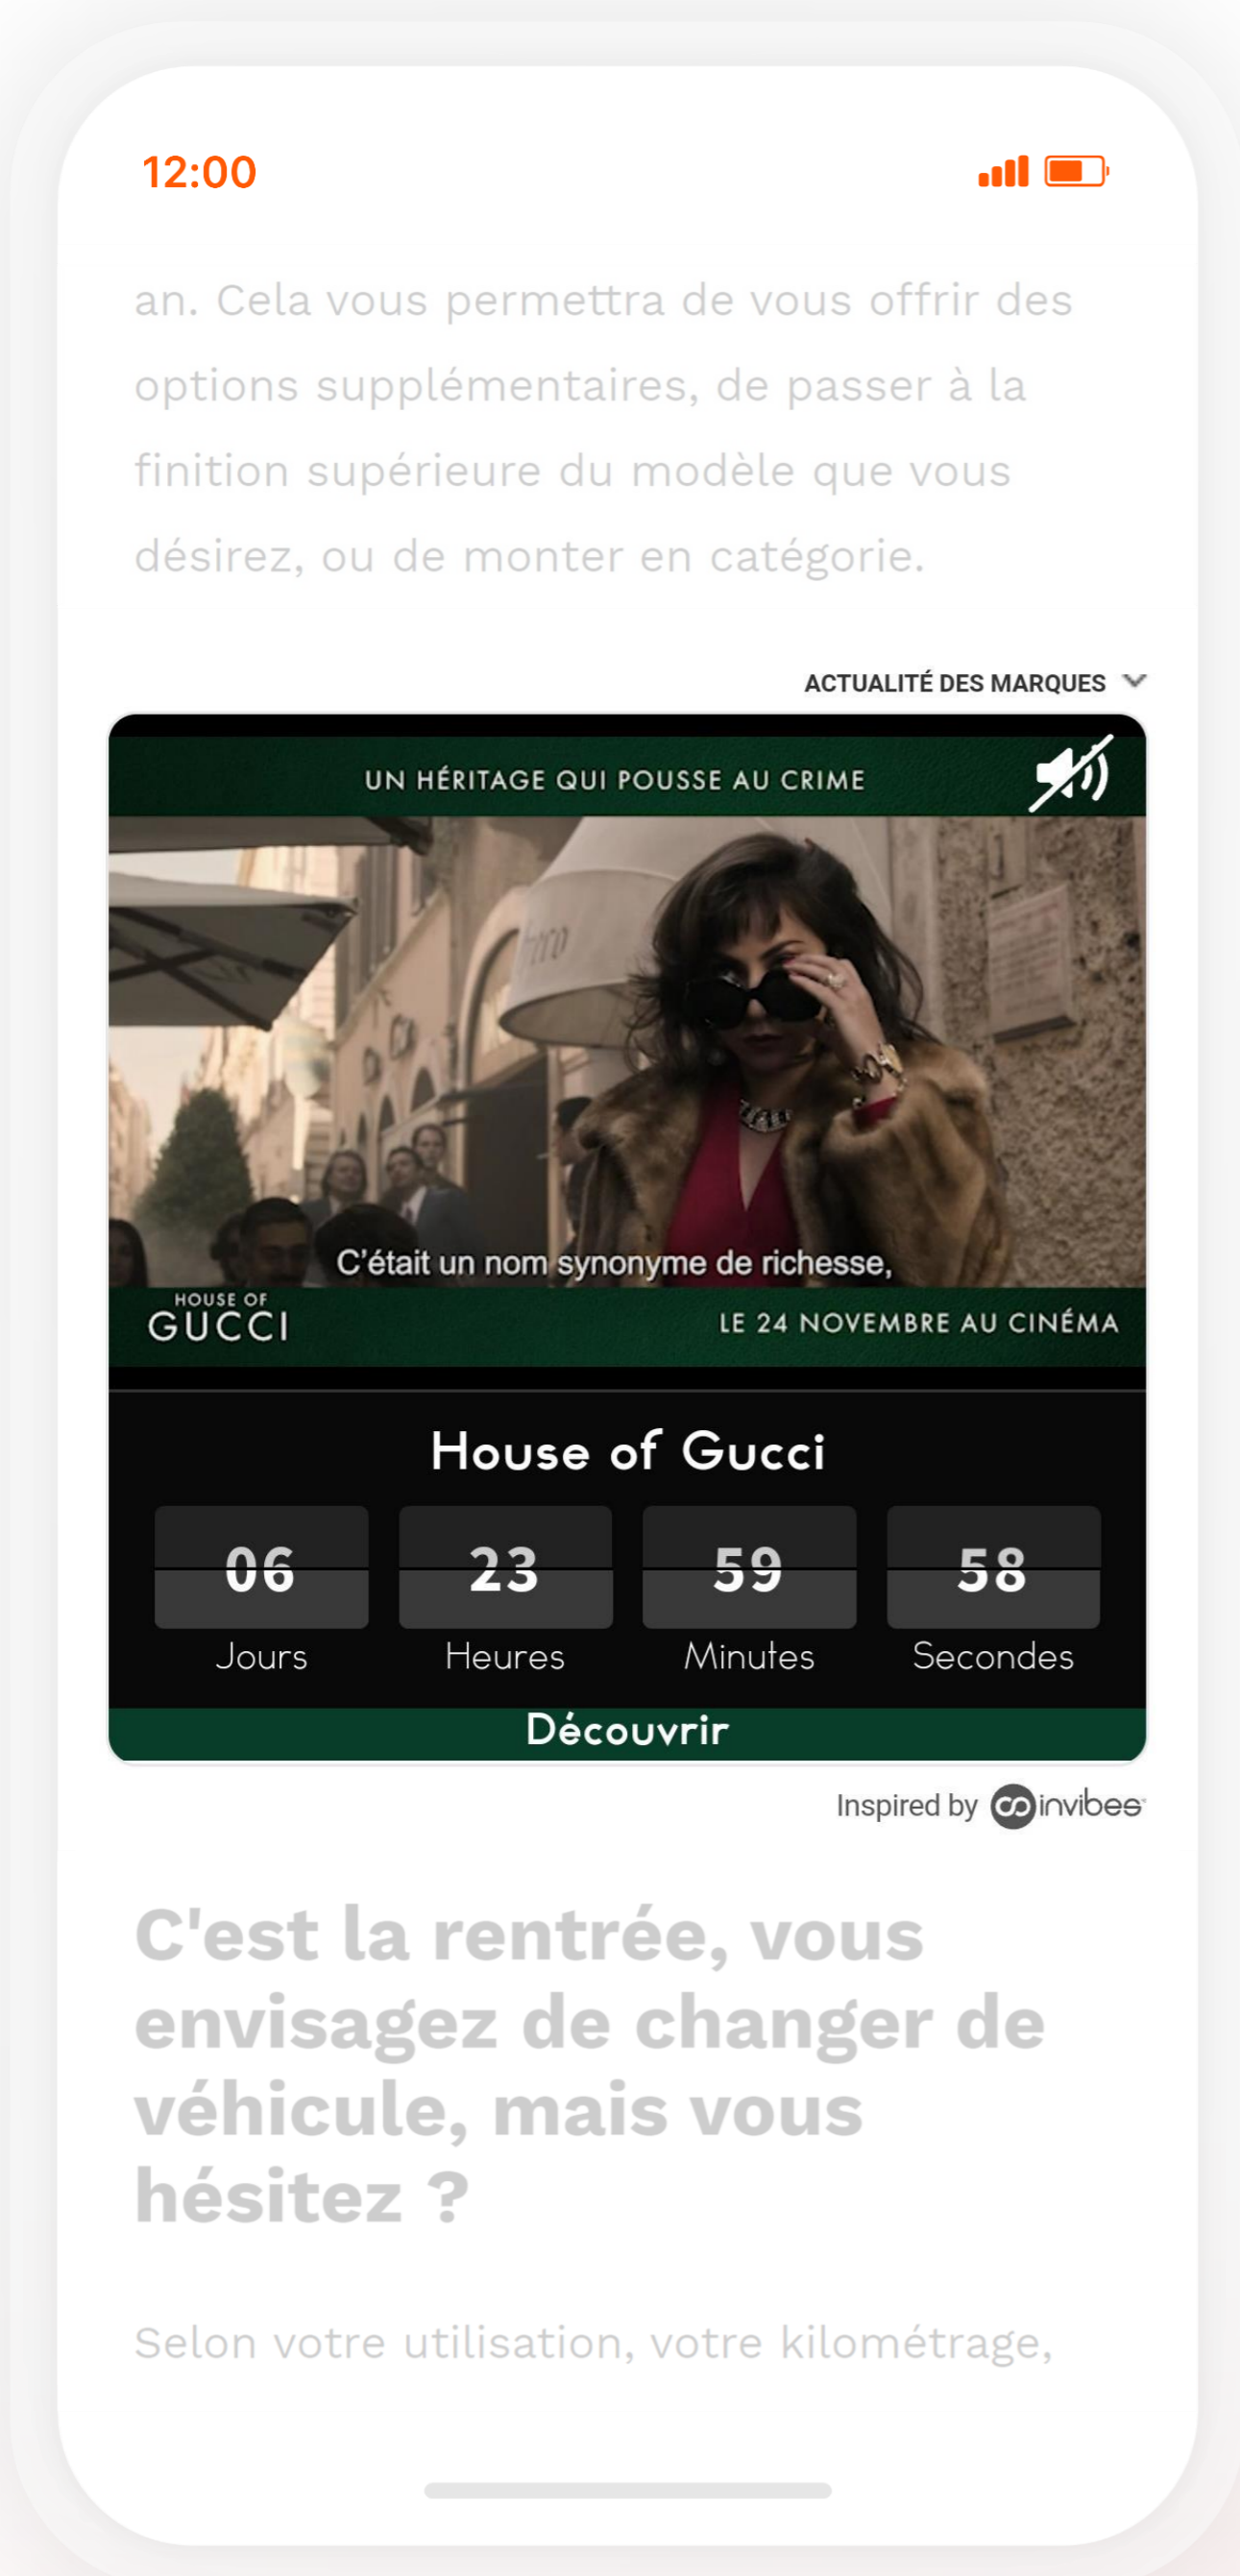 12:00
an. Cela vous permettra de vous offrir des
options supplémentaires, de passer à la
finition supérieure du modèle que vous
désirez, ou de monter en catégorie.
ACTUALITÉ DES MARQUES
UN HÉRITAGE QUI POUSSE AU CRIME
C'était un nom synonyme de richesse,
HOUSE OF
GUCCI
LE 24 NOVEMBRE AU CINÉMA
House of Gucci
06 23 59 58
Jours Heures Minutes Secondes
Découvrir
Inspired by invibes
C'est la rentrée, vous
envisagez de changer de
véhicule, mais vous
hésitez ?
Selon votre utilisation, votre kilométrage,